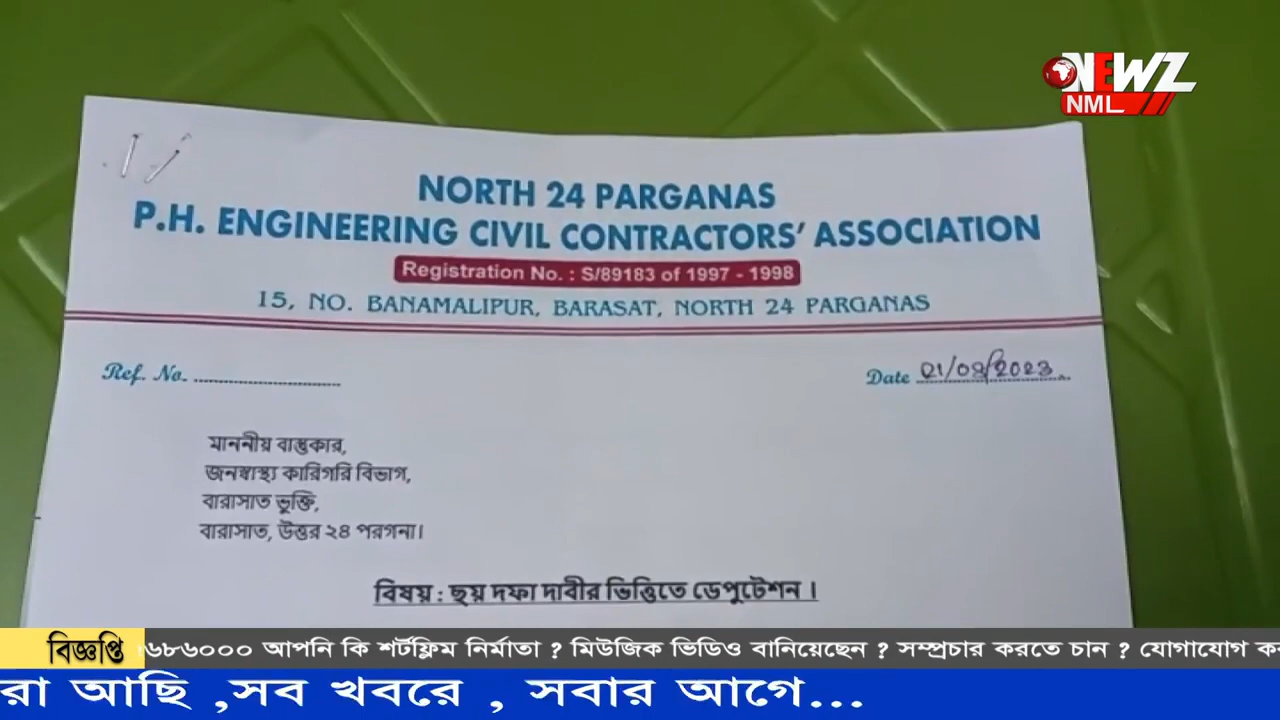 NEWZ
NML
NORTH 24 PARGANAS
P.H. ENGINEERING CIVIL CONTRACTORS' ASSOCIATION
Registration No. : S/89183 of 1997 - 1998
15, NO. BANAMALIPUR, BARASAT, NORTH 24 PARGANAS
Ref. No. ........................
Date 01/08/2023
মাননীয় বাস্তুকার,
জনস্বাস্থ্য কারিগরি বিভাগ,
বারাসাত ভুক্তি,
বারাসাত, উত্তর ২৪ পরগনা।
বিষয় : ছয় দফা দাবীর ভিত্তিতে ডেপুটেশন ।
বিজ্ঞপ্তি ৬৮৬০০০ আপনি কি শর্টফ্লিম নির্মাতা ? মিউজিক ভিডিও বানিয়েছেন ? সম্প্রচার করতে চান ? যোগাযোগ
রা আছি ,সব খবরে , সবার আগে...